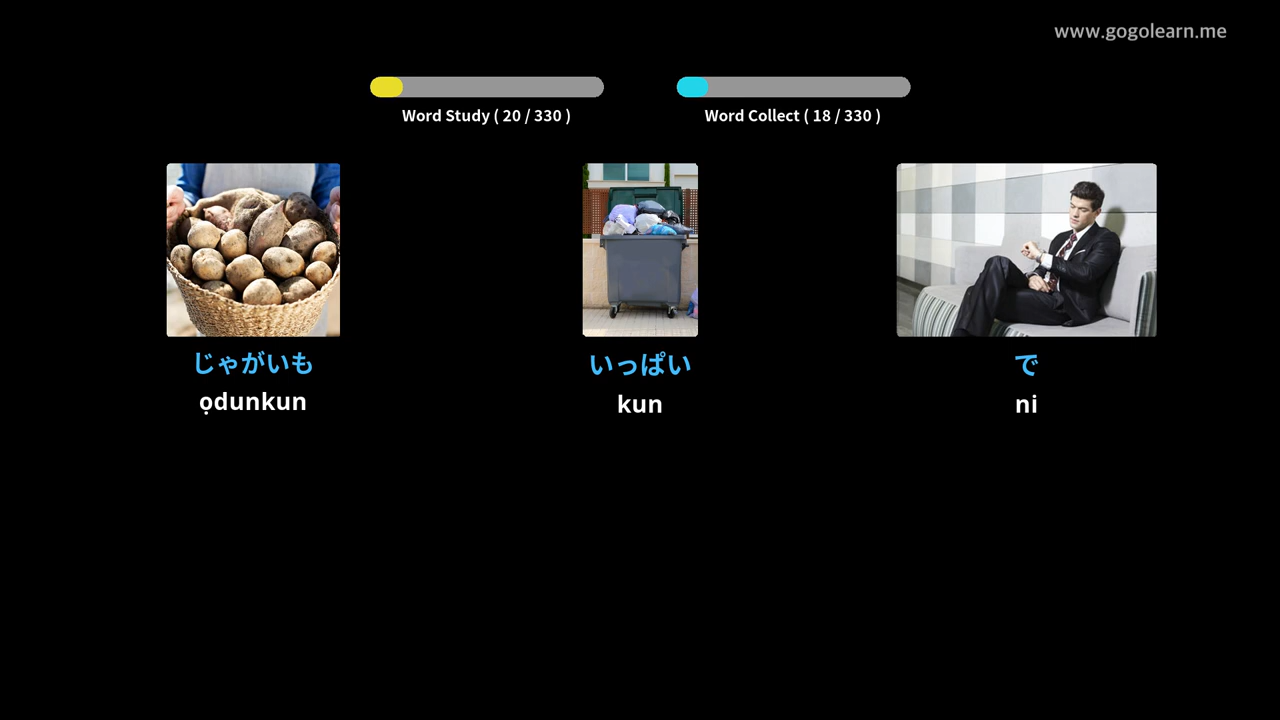 www.gogolearn.me
Word Study ( 20 / 330 )
Word Collect ( 18 / 330 )
じゃがいも
ọdunkun
いっぱい
kun
で
ni